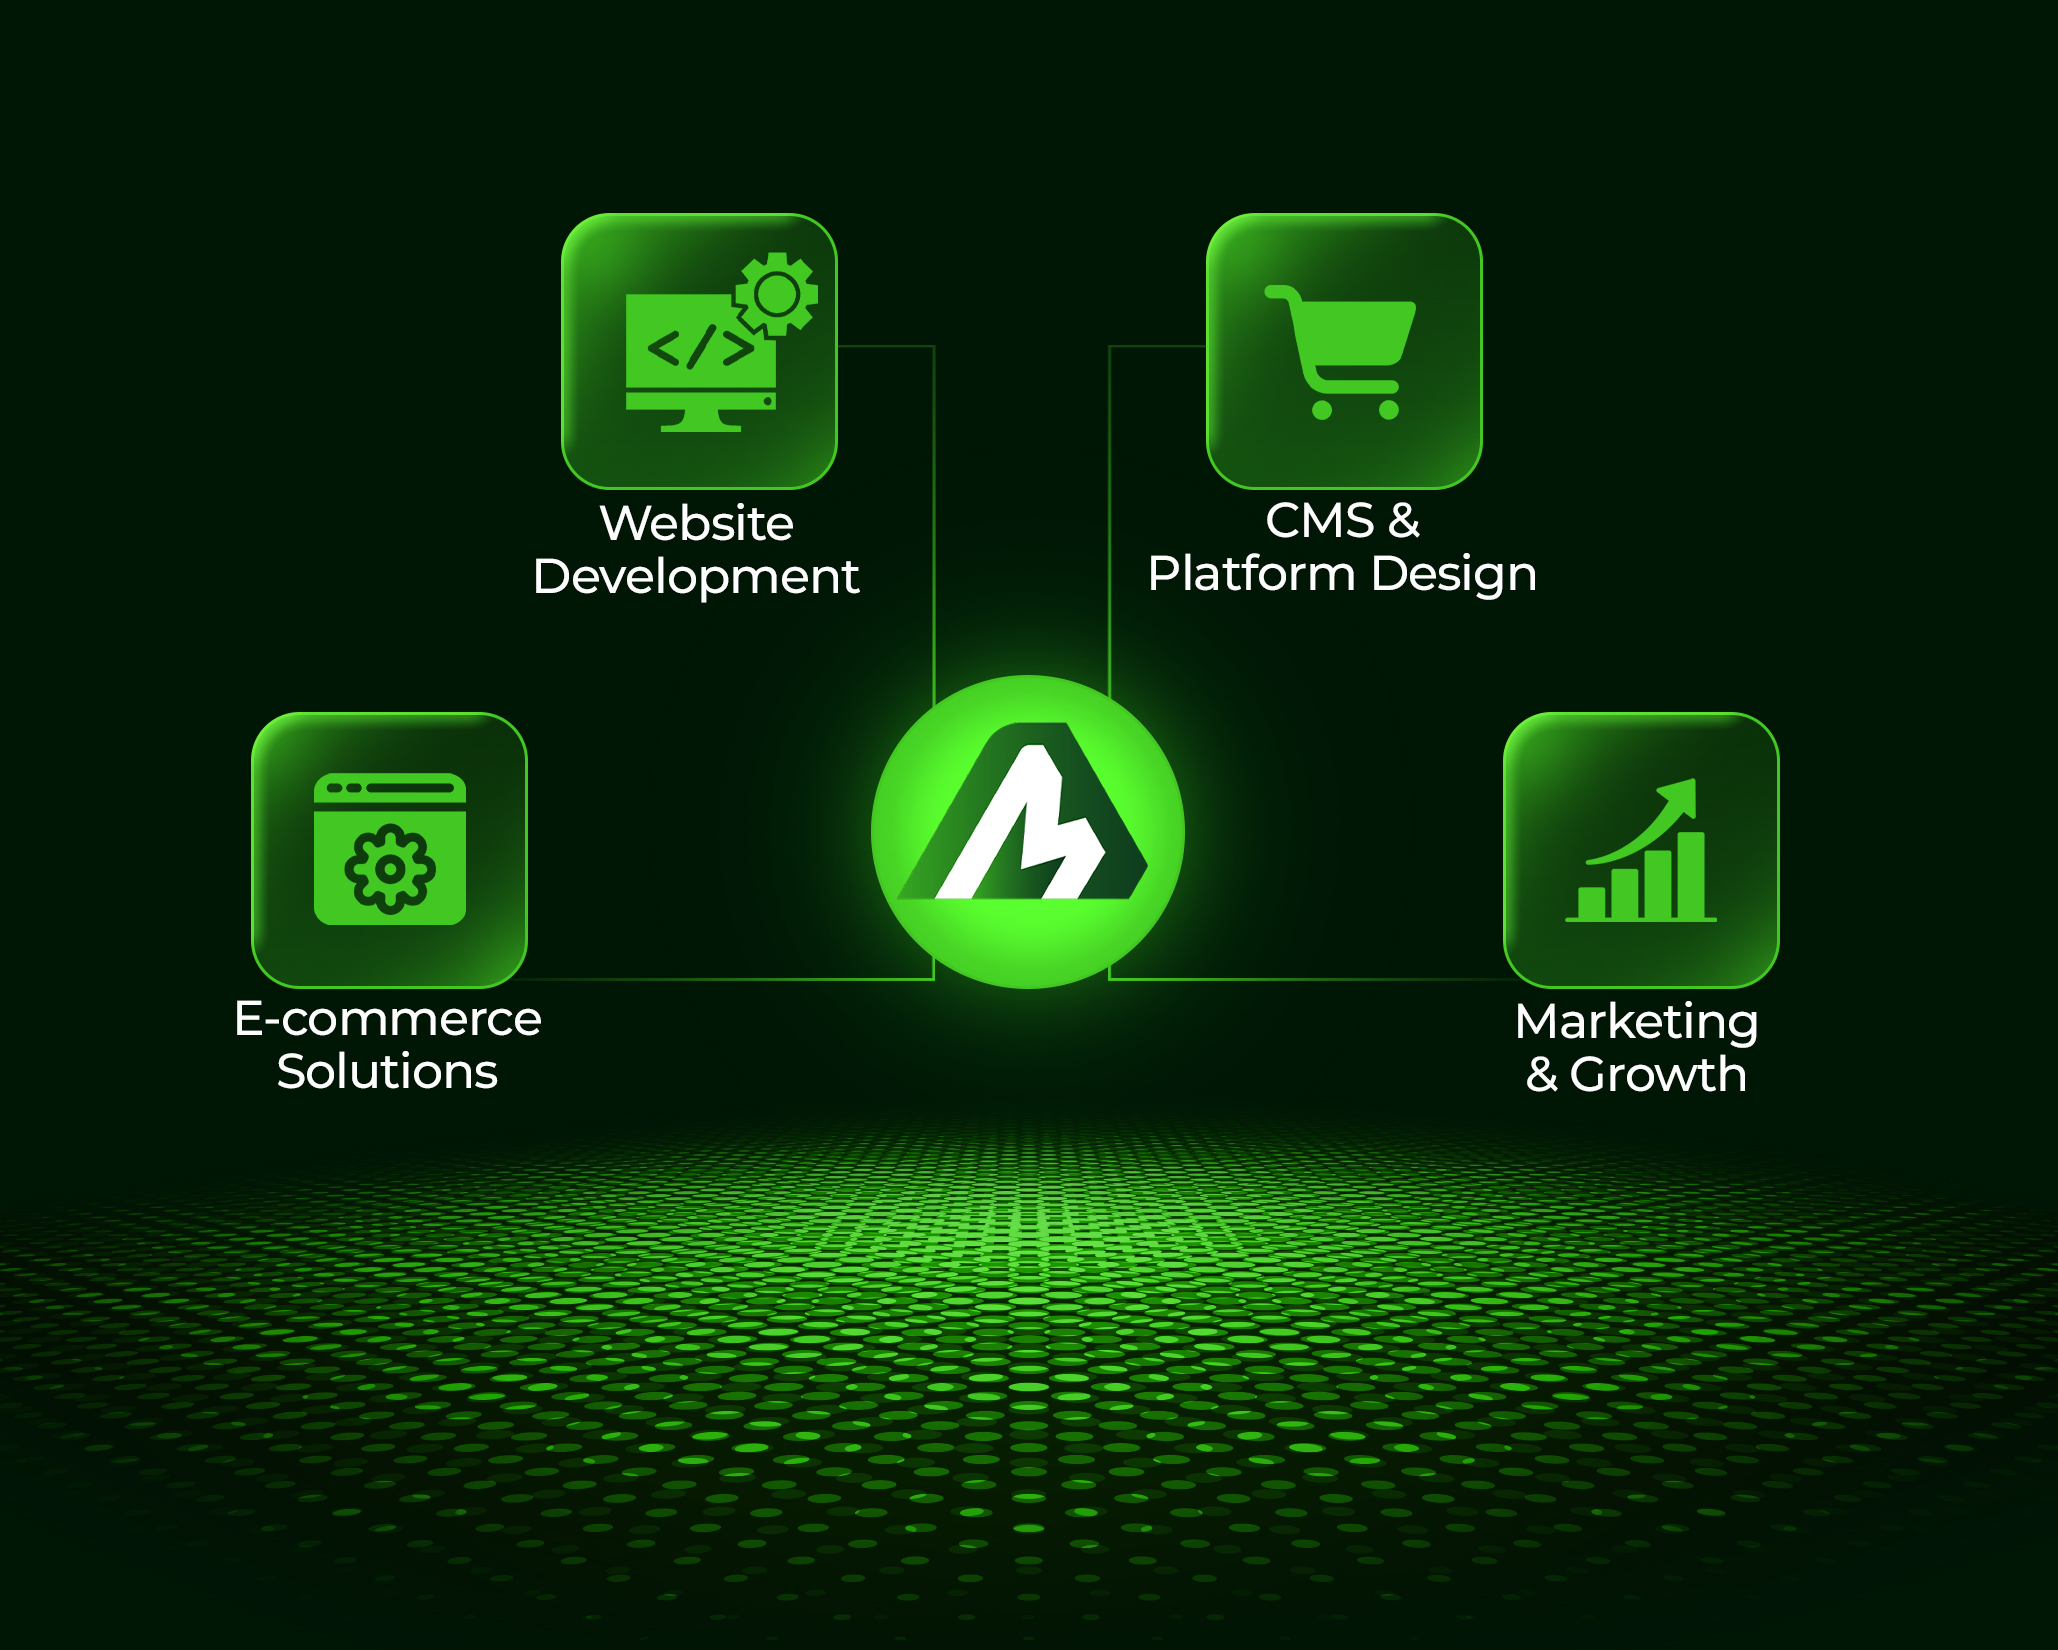 Website
Development
CMS &
Platform Design
E-commerce
Solutions
Marketing
& Growth